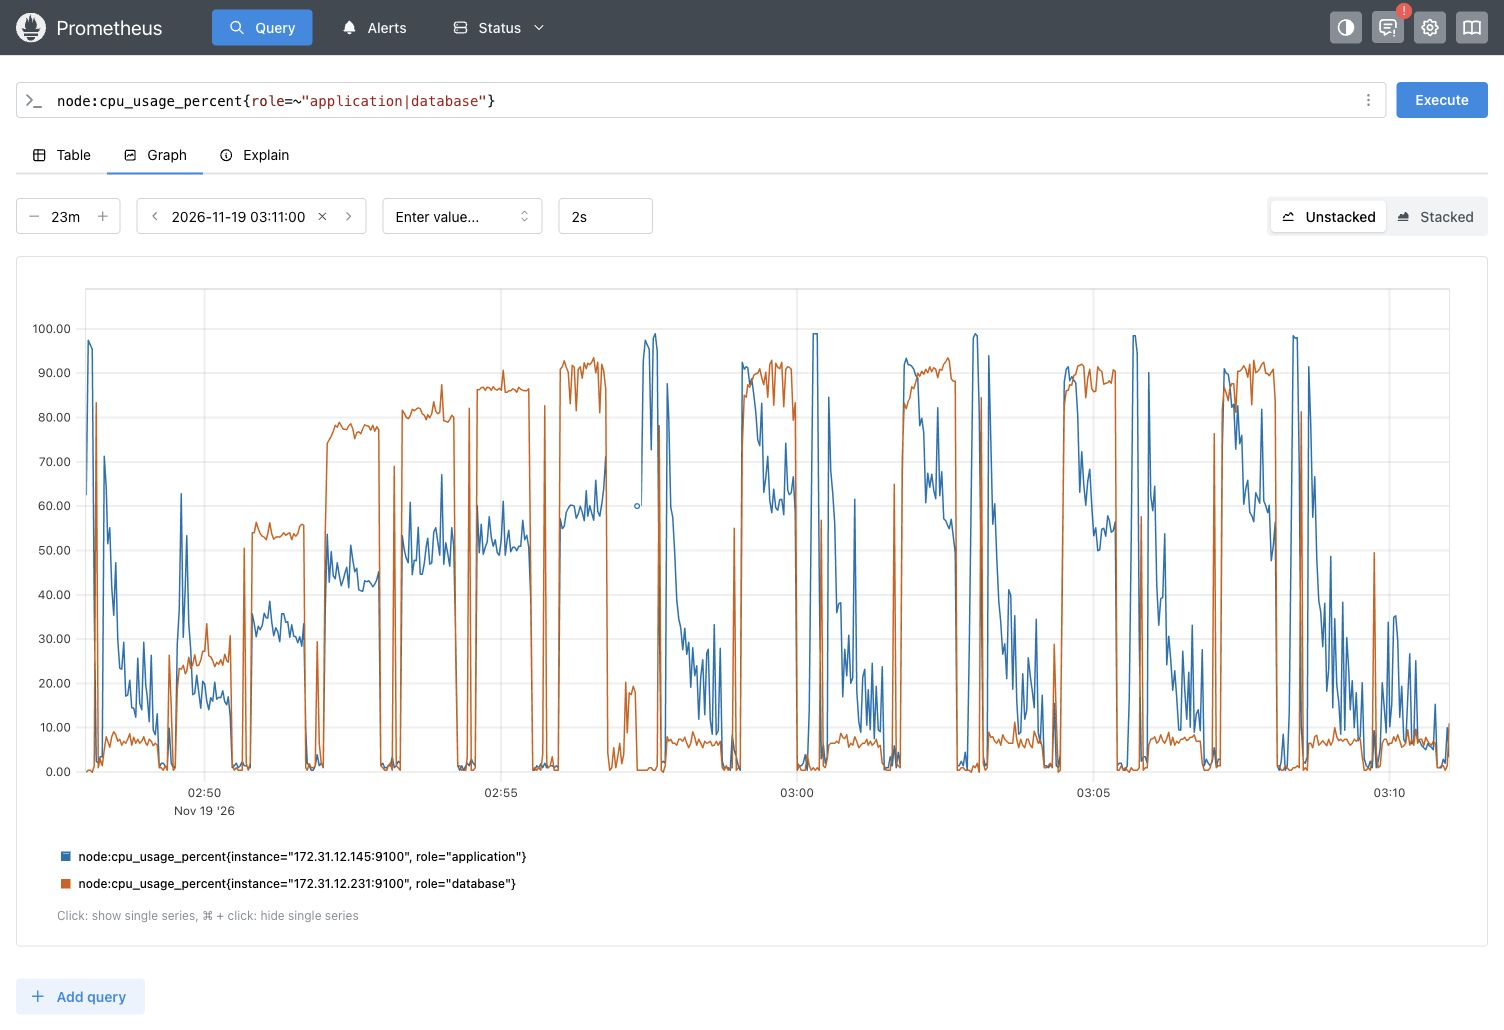 Prometheus Query Alerts Status !
>_ node:cpu_usage_percent{role=~"application|database"} Execute
Table Graph Explain
− 23m + < 2026-11-19 03:11:00 × > Enter value... 2s Unstacked Stacked
100.00
90.00
80.00
70.00
60.00
50.00
40.00
30.00
20.00
10.00
0.00
02:50 02:55 03:00 03:05 03:10
Nov 19 '26
node:cpu_usage_percent{instance="172.31.12.145:9100", role="application"}
node:cpu_usage_percent{instance="172.31.12.231:9100", role="database"}
Click: show single series, ⌘ + click: hide single series
+ Add query